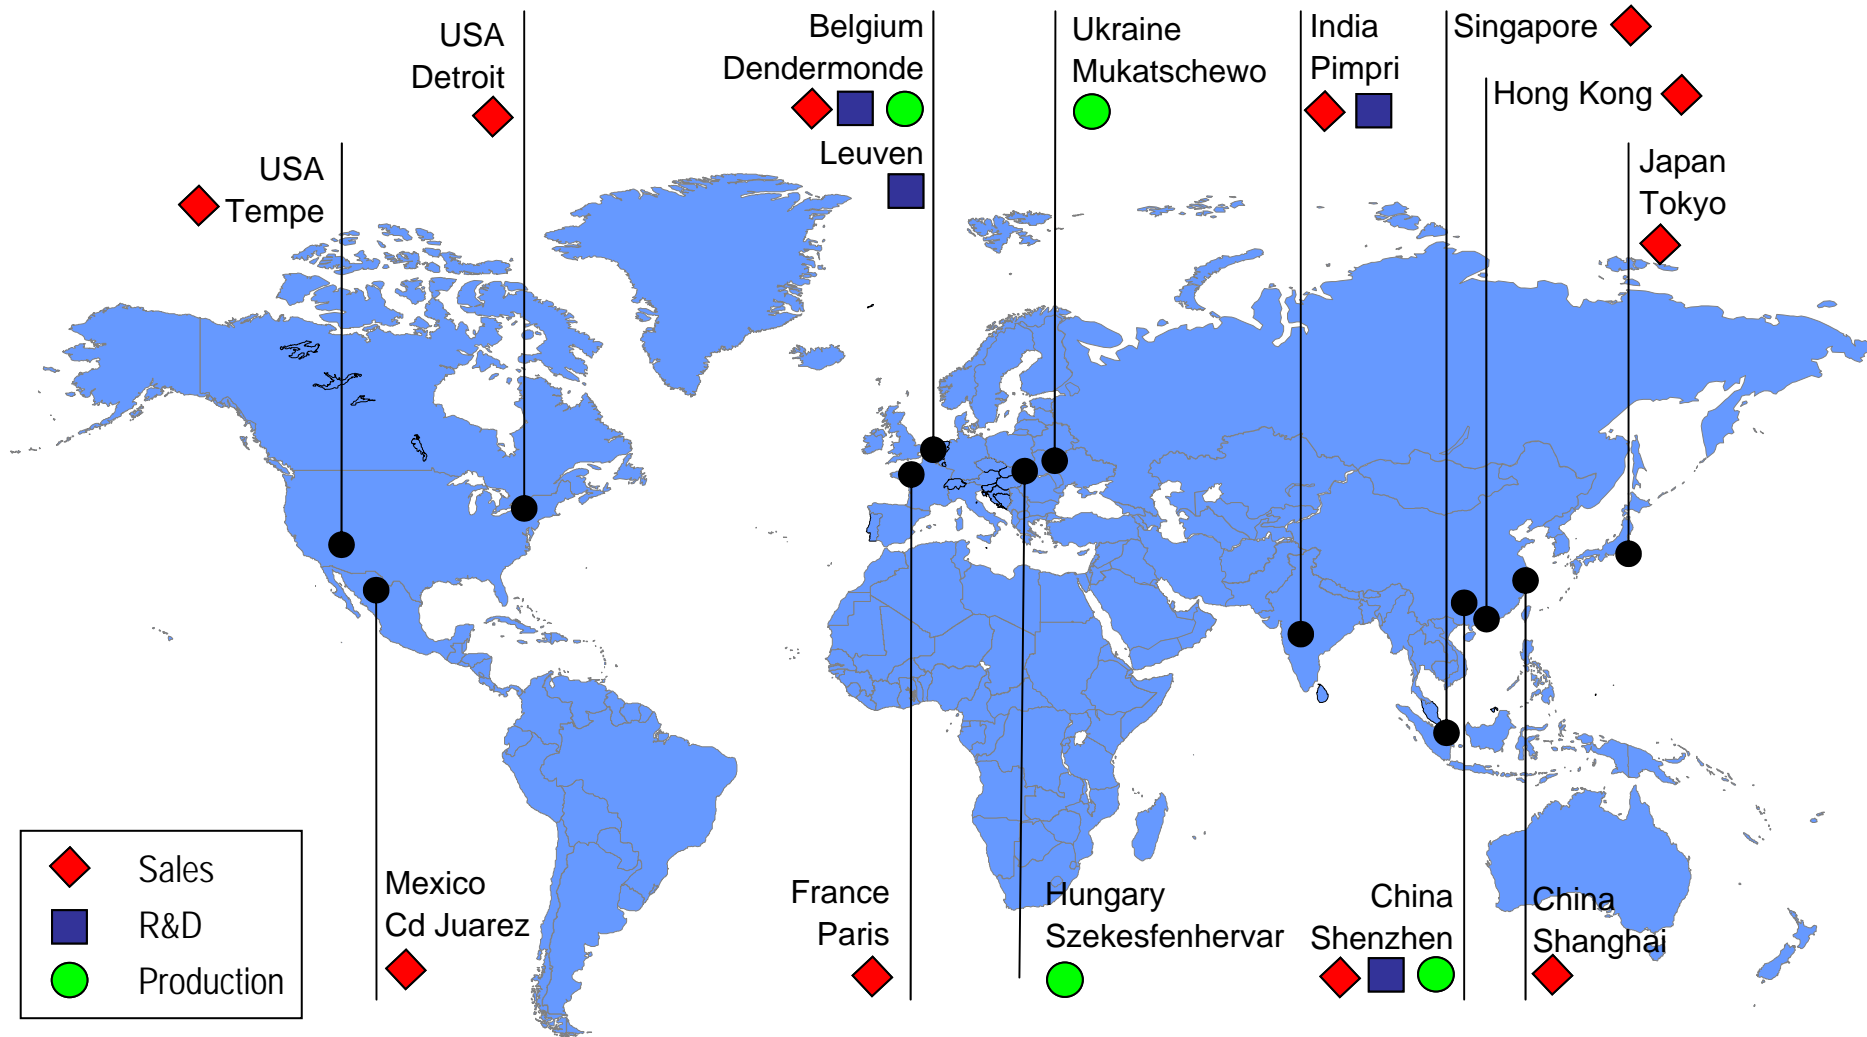 USA
Detroit
Belgium
Dendermonde
Leuven
Ukraine
Mukatschewo
India
Pimpri
Singapore
Hong Kong
Japan
Tokyo
USA
Tempe
Sales
R&D
Production
Mexico
Cd Juarez
France
Paris
Hungary
Szekesfenhervar
China
Shenzhen
China
Shanghai